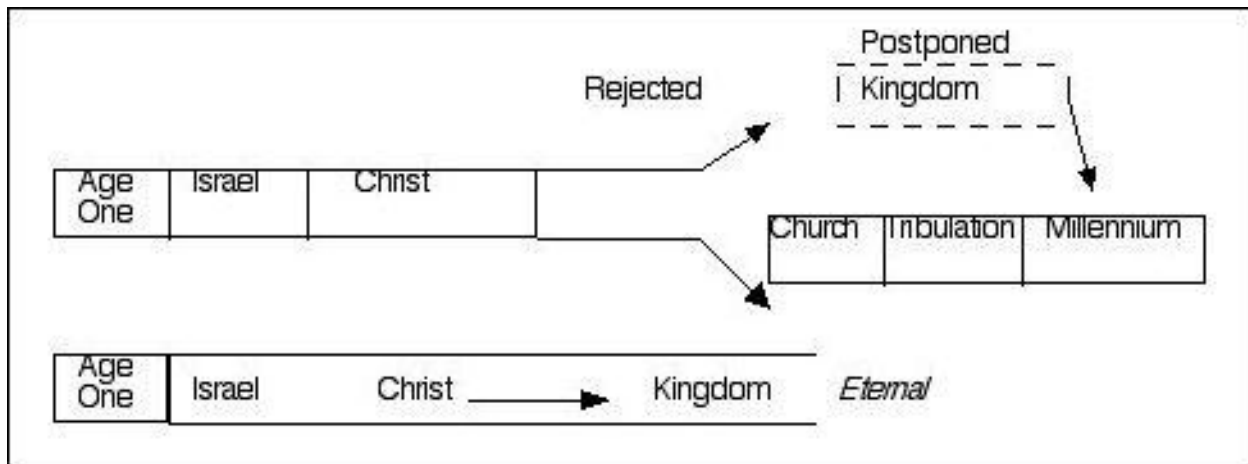 Postponed
Rejected
Kingdom
Age
One
Israel
Christ
Church
Tribulation
Millennium
Age
One
Israel
Christ
Kingdom
Eternal